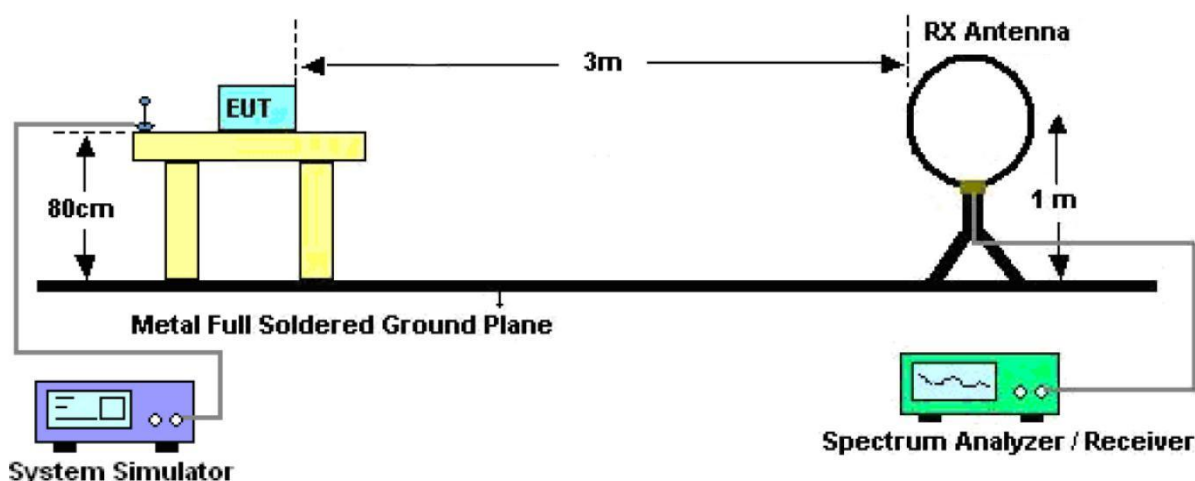 RX Antenna
3m
EUT
80cm
1 m
Metal Full Soldered Ground Plane
System Simulator
Spectrum Analyzer / Receiver